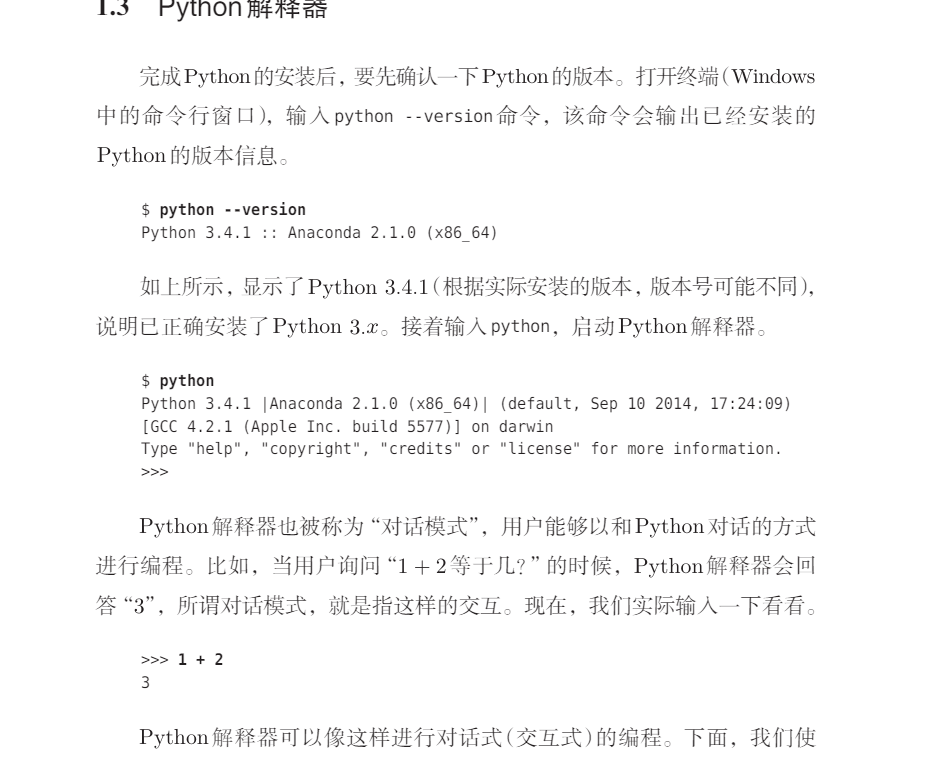 1.3 Python解释器
完成Python的安装后，要先确认一下Python的版本。打开终端（Windows
中的命令行窗口），输入python --version命令，该命令会输出已经安装的
Python的版本信息。
$ python --version
Python 3.4.1 :: Anaconda 2.1.0 (x86_64)
如上所示，显示了Python 3.4.1（根据实际安装的版本，版本号可能不同），
说明已正确安装了Python 3.x。接着输入python，启动Python解释器。
$ python
Python 3.4.1 |Anaconda 2.1.0 (x86_64)| (default, Sep 10 2014, 17:24:09)
[GCC 4.2.1 (Apple Inc. build 5577)] on darwin
Type "help", "copyright", "credits" or "license" for more information.
>>>
Python解释器也被称为“对话模式”，用户能够以和Python对话的方式
进行编程。比如，当用户询问“1 + 2等于几？”的时候，Python解释器会回
答“3”，所谓对话模式，就是指这样的交互。现在，我们实际输入一下看看。
>>> 1 + 2
3
Python解释器可以像这样进行对话式（交互式）的编程。下面，我们使